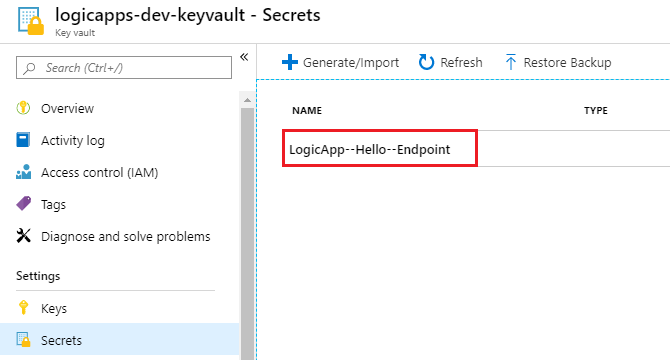 logicapps-dev-keyvault - Secrets
Key vault
Search (Ctrl+/)
Overview
Activity log
Access control (IAM)
Tags
Diagnose and solve problems
Settings
Keys
Secrets
Generate/Import Refresh Restore Backup
NAME TYPE
LogicApp--Hello--Endpoint